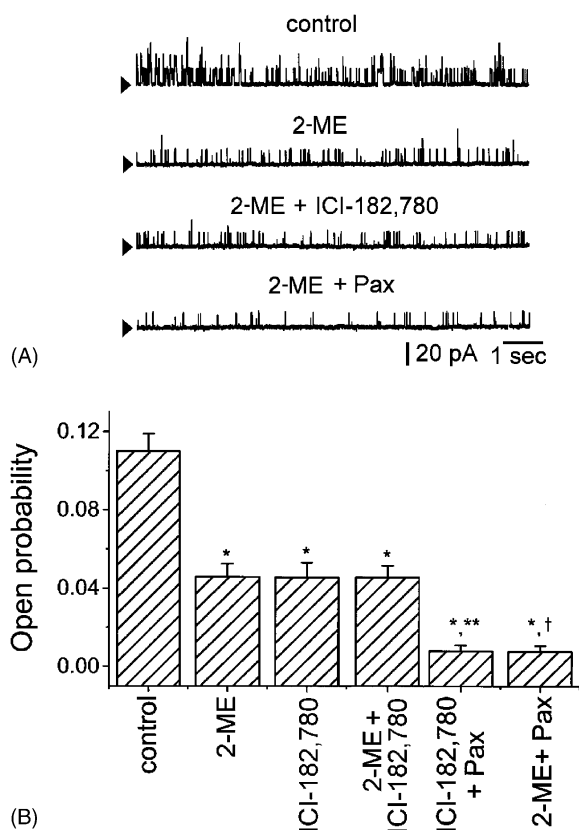 control
2-ME
2-ME + ICI-182,780
2-ME + Pax
20 pA 1 sec
(A)
Open probability
0.12
0.08
0.04
0.00
*
*
*
*,**
*,†
control
2-ME
ICI-182,780
2-ME +
ICI-182,780
ICI-182,780
+ Pax
2-ME+ Pax
(B)